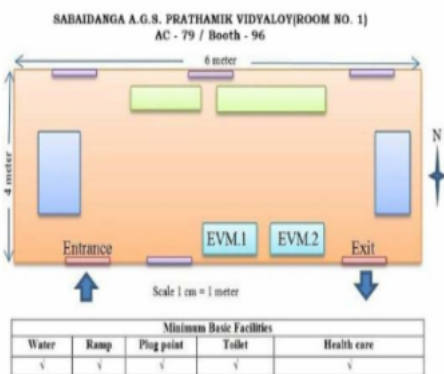 SABAIDANGA A.G.S. PRATHAMIK VIDYALOY(ROOM NO. 1)
AC - 79 / Booth - 96
6 meter
N
4 meter
EVM.1 EVM.2
Entrance Exit
Scale 1 cm = 1 meter
Minimum Basic Facilities
Water Ramp Plug point Toilet Health care
√ √ √ √ √